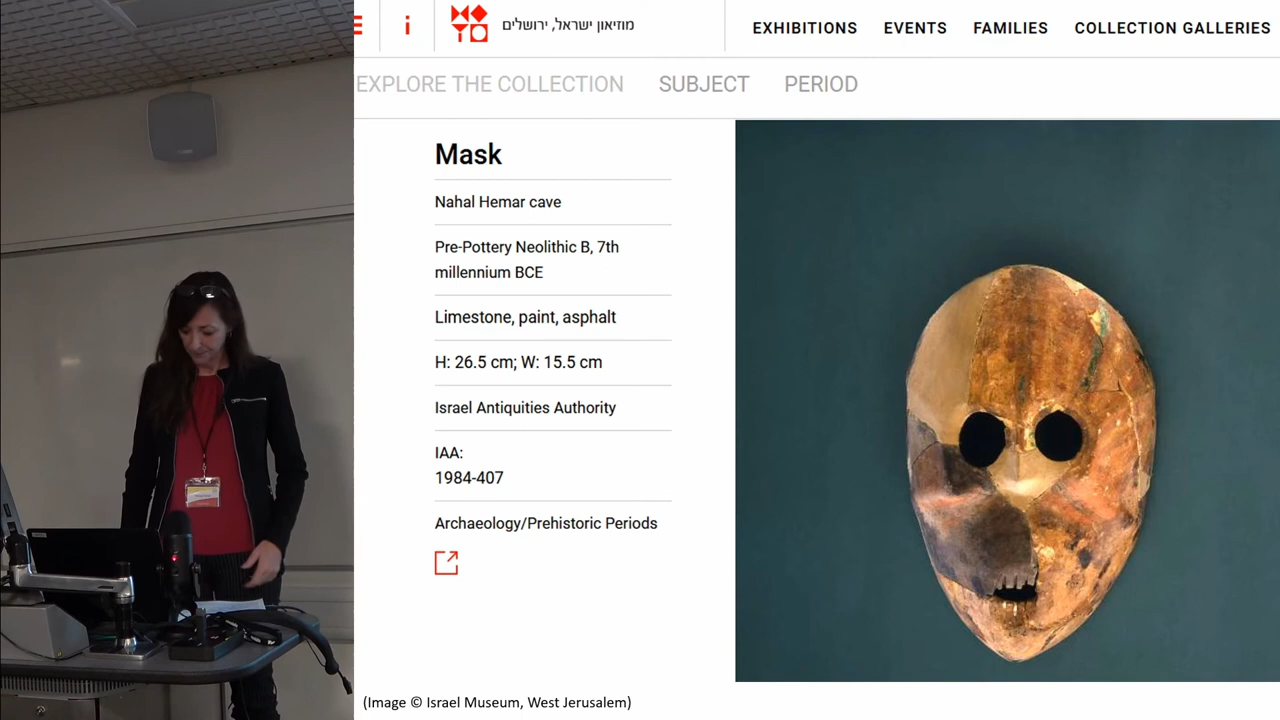 i
מוזיאון ישראל, ירושלים
EXHIBITIONS EVENTS FAMILIES COLLECTION GALLERIES
EXPLORE THE COLLECTION SUBJECT PERIOD
Mask
Nahal Hemar cave
Pre-Pottery Neolithic B, 7th
millennium BCE
Limestone, paint, asphalt
H: 26.5 cm; W: 15.5 cm
Israel Antiquities Authority
IAA:
1984-407
Archaeology/Prehistoric Periods
(Image © Israel Museum, West Jerusalem)